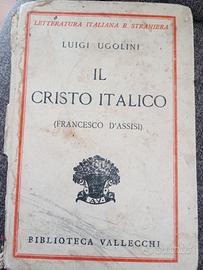 LETTERATURA ITALIANA E STRANIERA
LUIGI UGOLINI
IL
CRISTO ITALICO
(FRANCESCO D'ASSISI)
BIBLIOTECA VALLECCHI